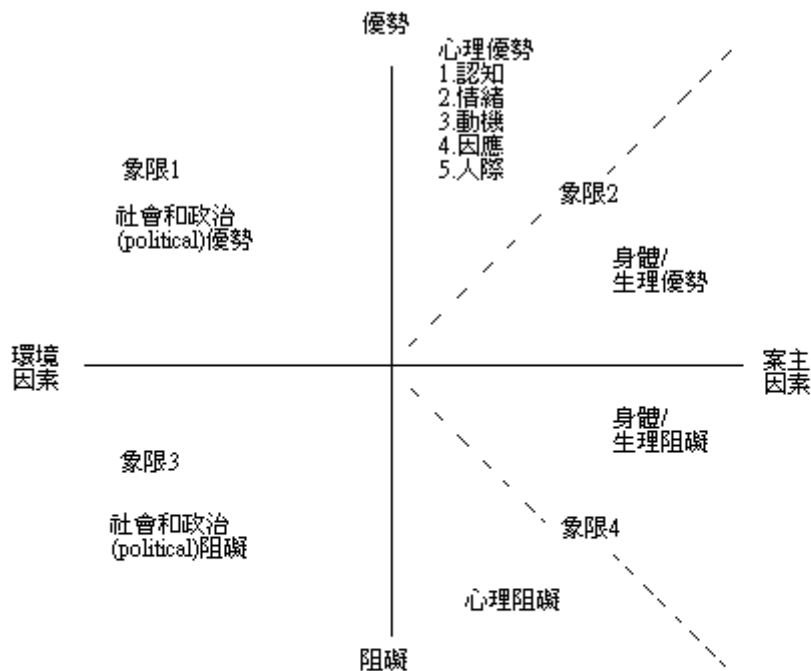 優勢
心理優勢
1.認知
2.情緒
3.動機
4.因應
5.人際
象限1
象限2
社會和政治
(political)優勢
身體/
生理優勢
環境
因素
案主
因素
身體/
生理阻礙
象限3
社會和政治
(political)阻礙
象限4
心理阻礙
阻礙